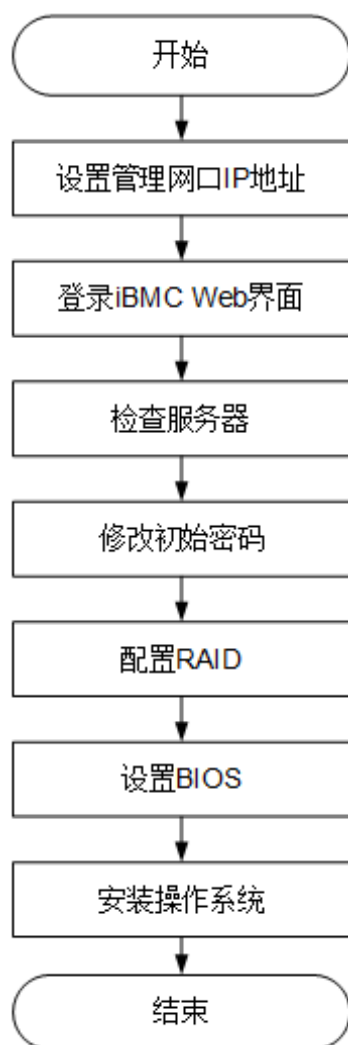 开始
设置管理网口IP地址
登录iBMC Web界面
检查服务器
修改初始密码
配置RAID
设置BIOS
安装操作系统
结束